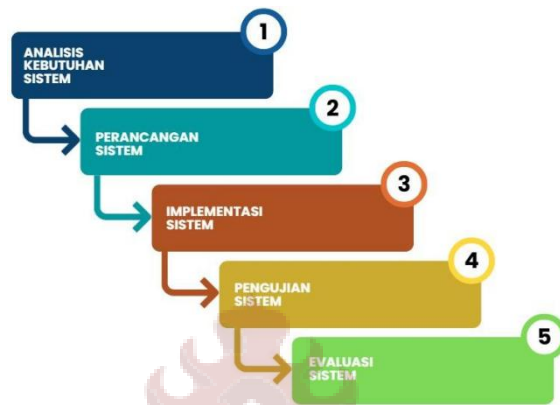 1
ANALISIS
KEBUTUHAN
SISTEM
2
PERANCANGAN
SISTEM
3
IMPLEMENTASI
SISTEM
4
PENGUJIAN
SISTEM
5
EVALUASI
SISTEM